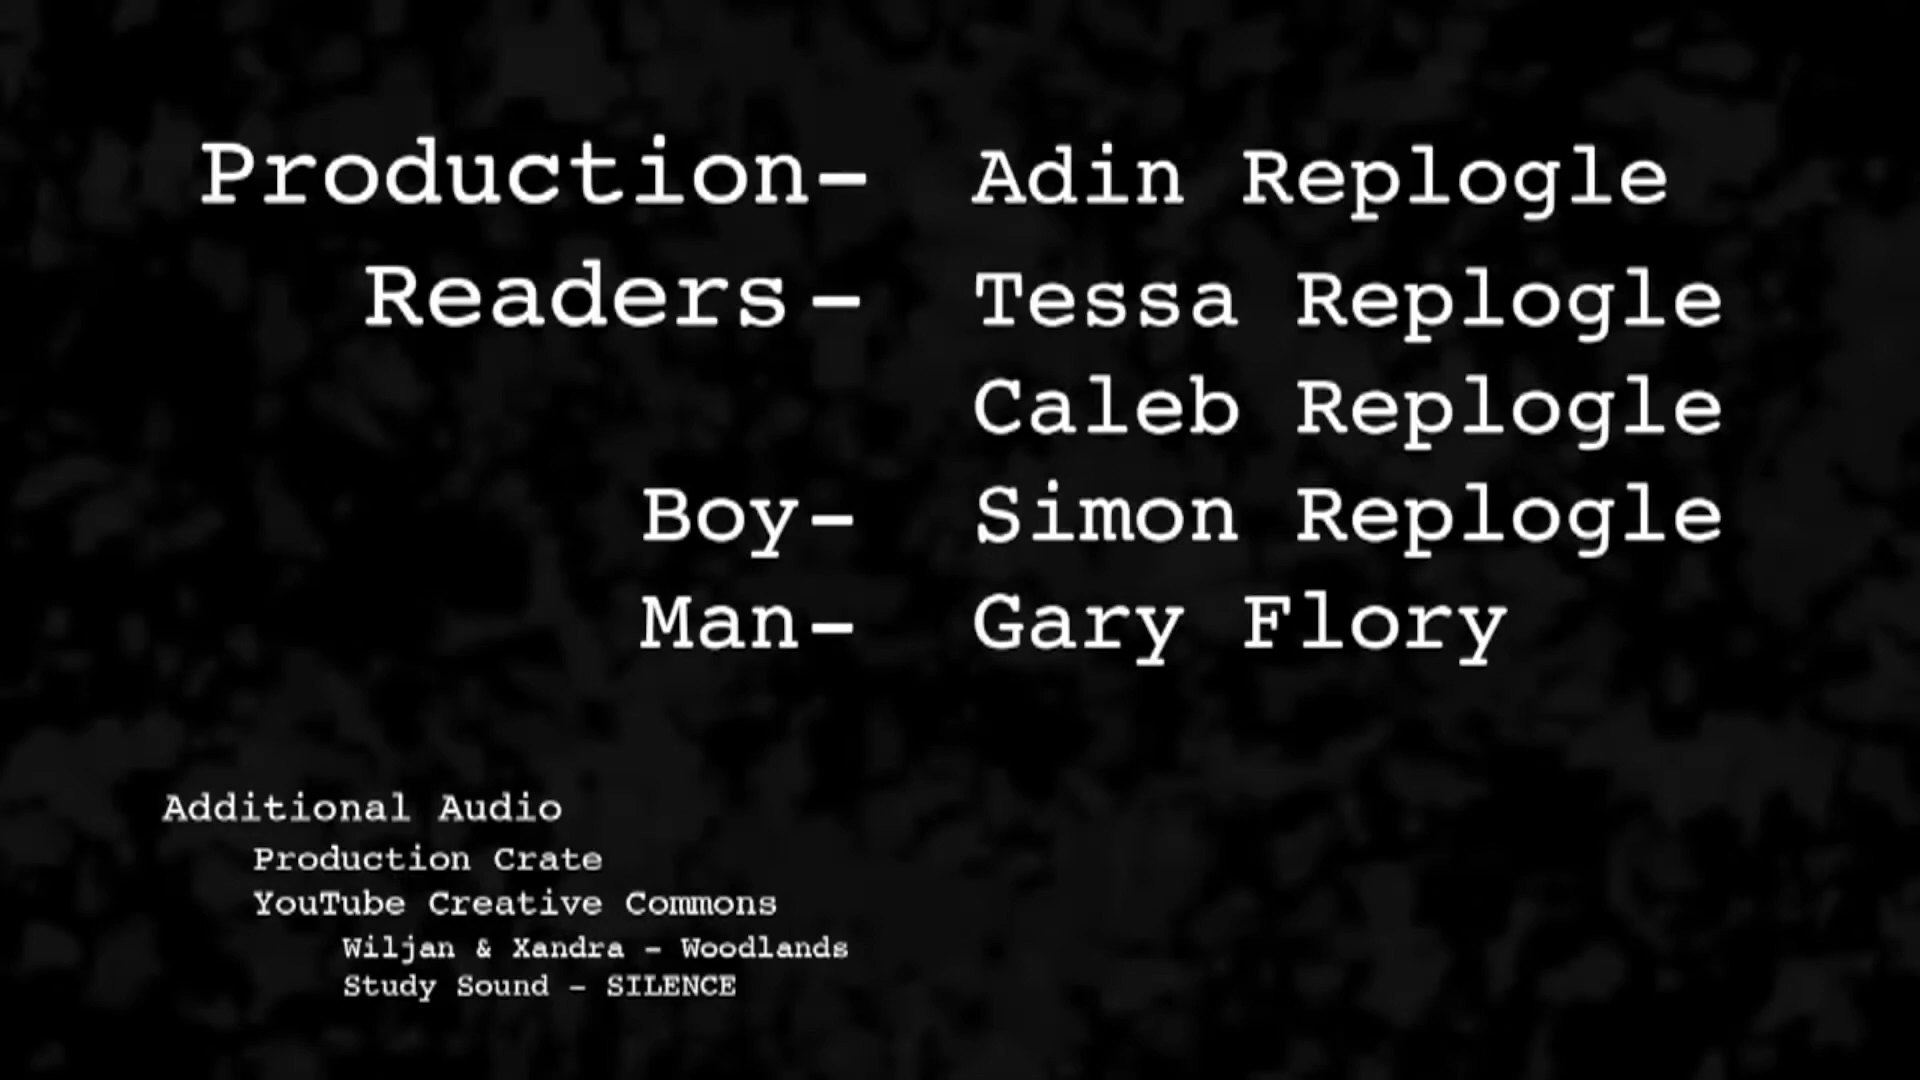 Production- Adin Replogle
Readers - Tessa Replogle
Caleb Replogle
Boy- Simon Replogle
Man- Gary Flory
Additional Audio
Production Crate
YouTube Creative Commons
Wiljan & Xandra - Woodlands
Study Sound - SILENCE